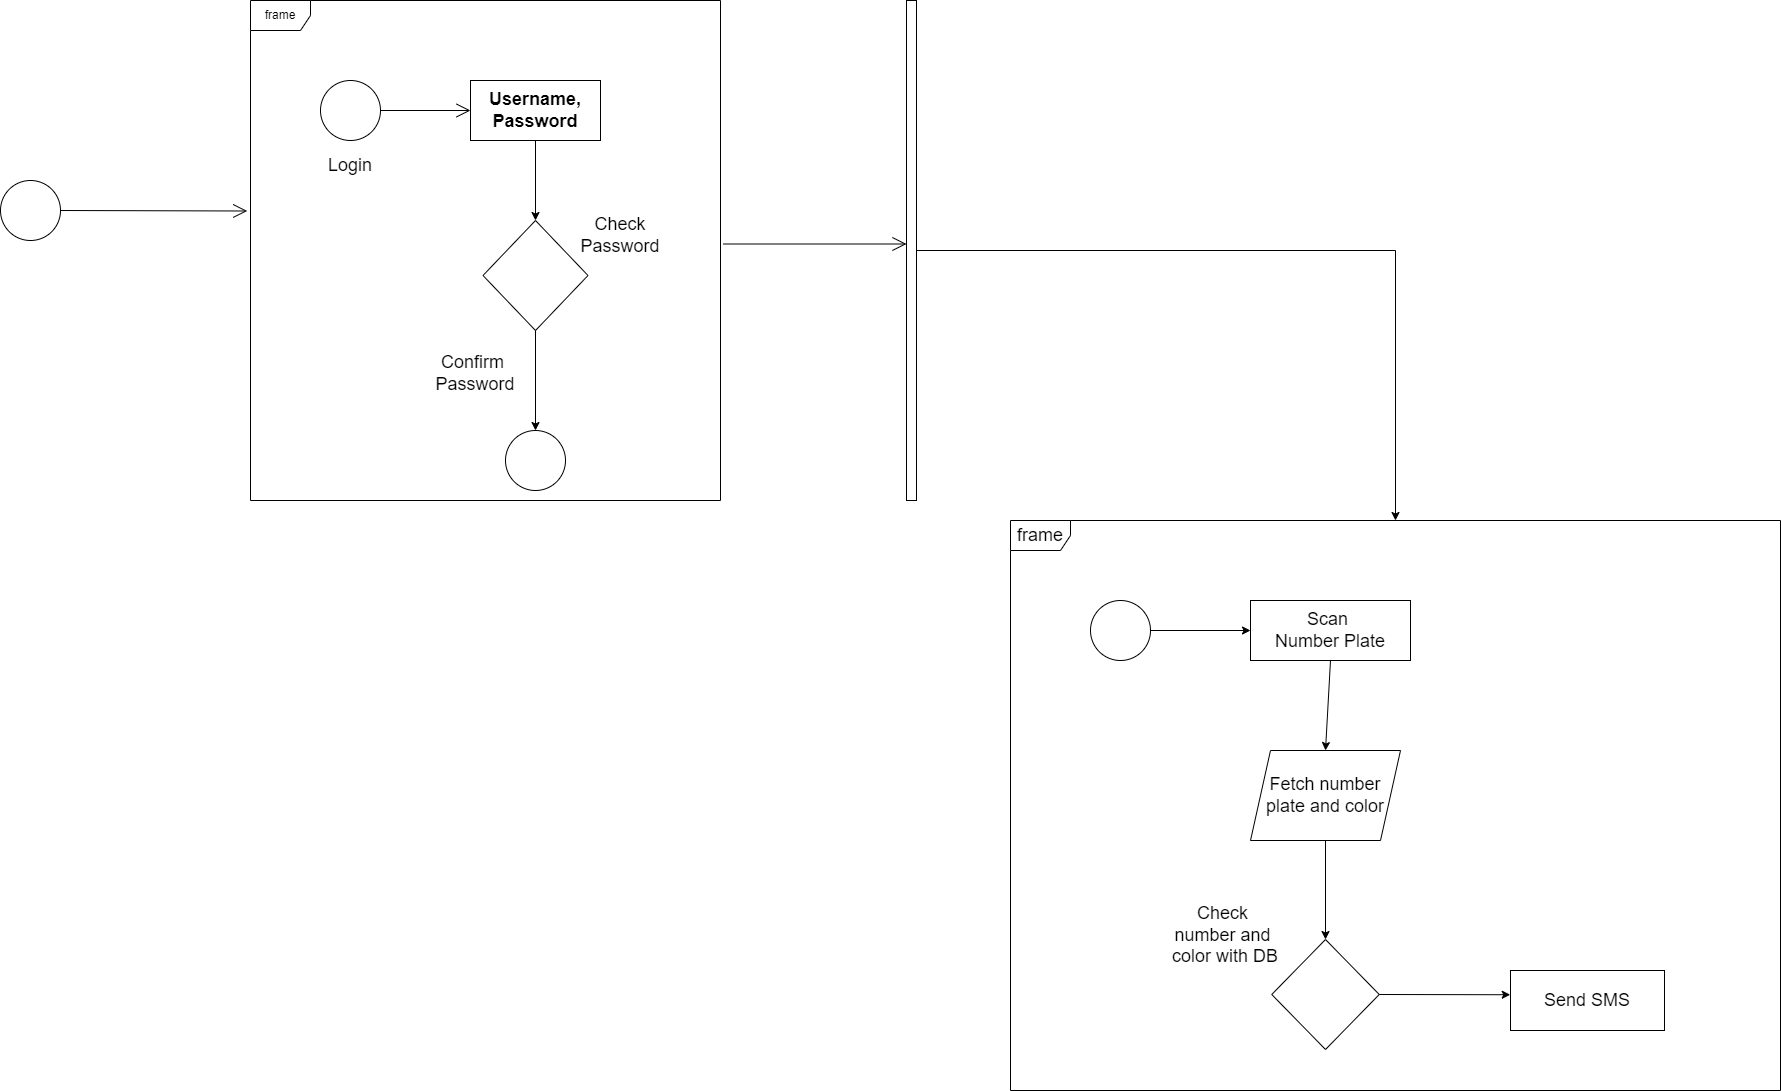 frame
Username,
Password
Login
Check
Password
Confirm
Password
frame
Scan
Number Plate
Fetch number
plate and color
Check
number and
color with DB
Send SMS